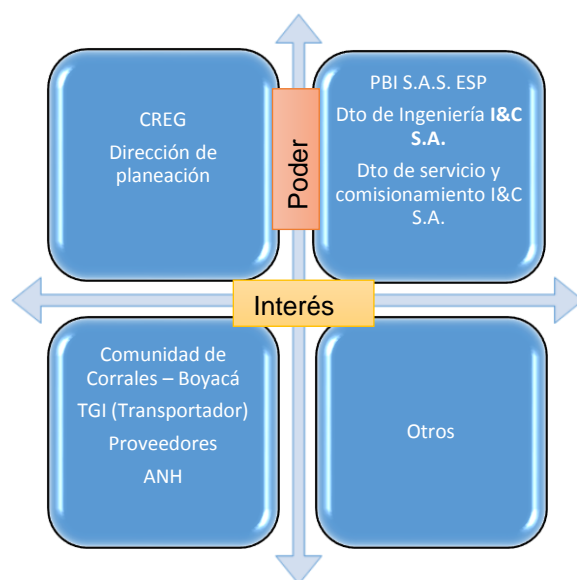 CREG
Dirección de
planeación
Poder
PBI S.A.S. ESP
Dto de Ingeniería I&C
S.A.
Dto de servicio y
comisionamiento I&C
S.A.
Interés
Comunidad de
Corrales – Boyacá
TGI (Transportador)
Proveedores
ANH
Otros